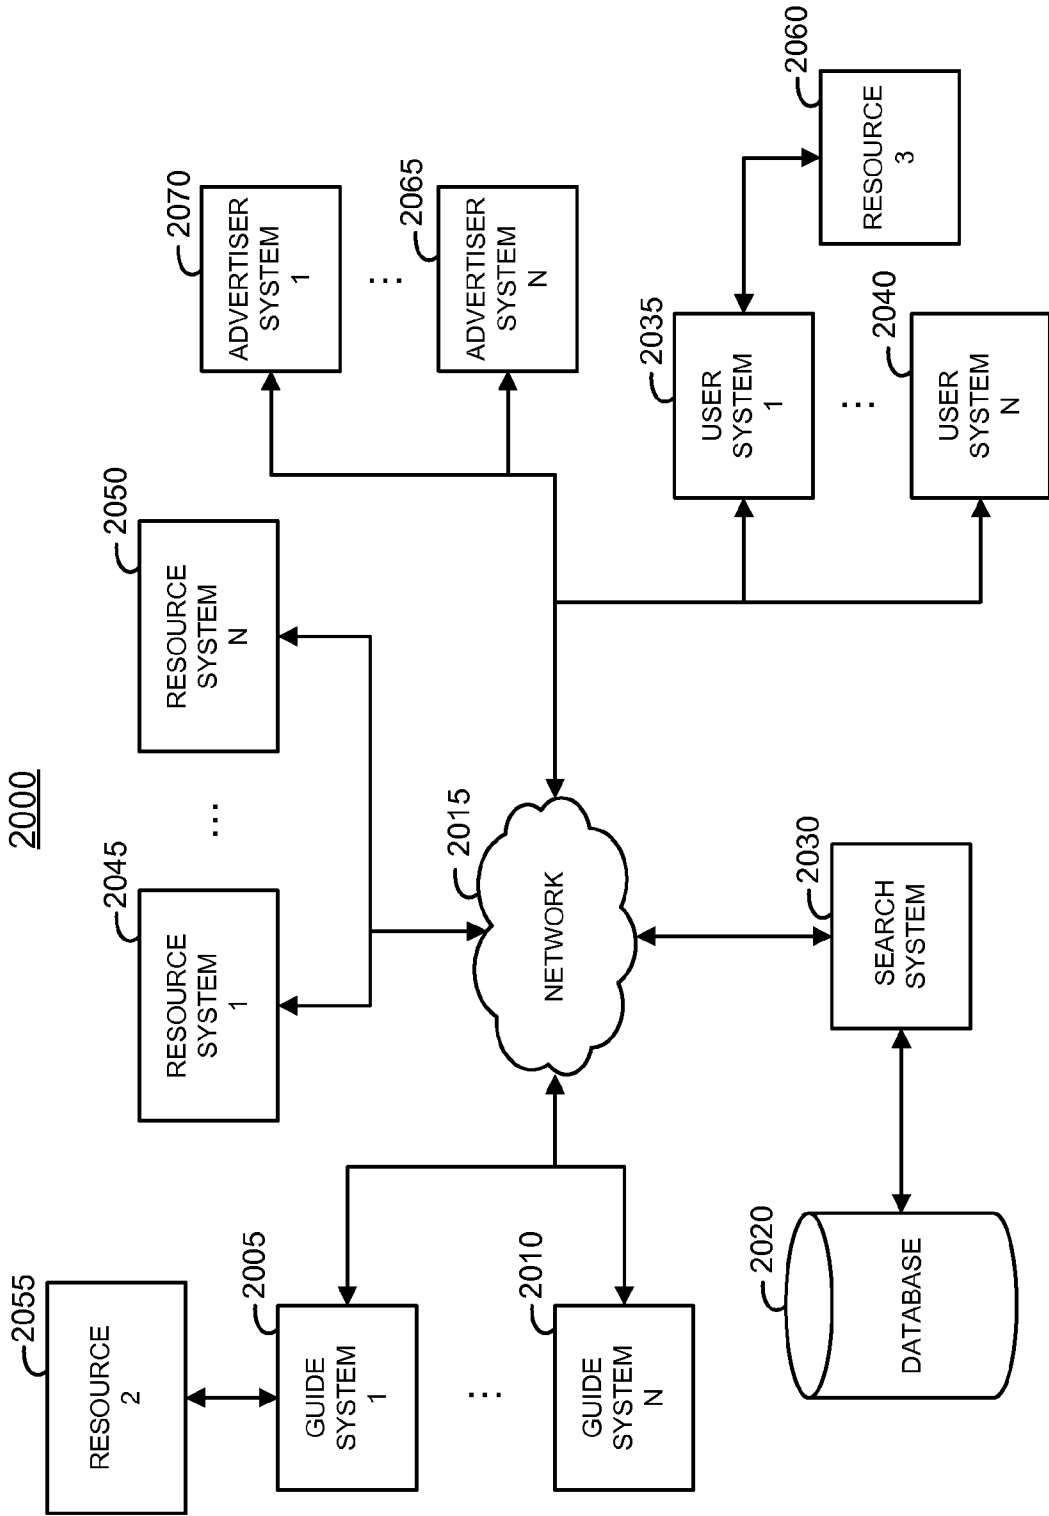 2000
2055
RESOURCE
2
2045
RESOURCE
SYSTEM
1
...
2050
RESOURCE
SYSTEM
N
2070
ADVERTISER
SYSTEM
1
...
2065
ADVERTISER
SYSTEM
N
2005
GUIDE
SYSTEM
1
...
2010
GUIDE
SYSTEM
N
2015
NETWORK
2035
USER
SYSTEM
1
...
2040
USER
SYSTEM
N
2060
RESOURCE
3
2020
DATABASE
2030
SEARCH
SYSTEM